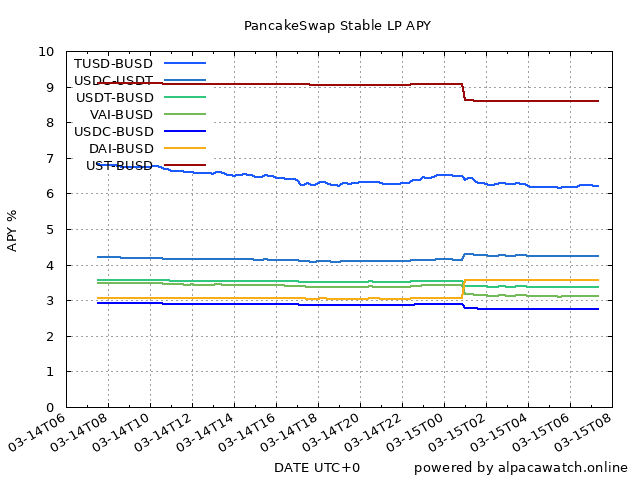 PancakeSwap Stable LP APY
10
9
8
7
6
5
4
3
2
1
0
APY %
TUSD-BUSD
USDC-USDT
USDT-BUSD
VAI-BUSD
USDC-BUSD
DAI-BUSD
UST-BUSD
03-14T06
03-14T08
03-14T10
03-14T12
03-14T14
03-14T16
03-14T18
03-14T20
03-14T22
03-15T00
03-15T02
03-15T04
03-15T06
03-15T08
DATE UTC+0
powered by alpacawatch.online